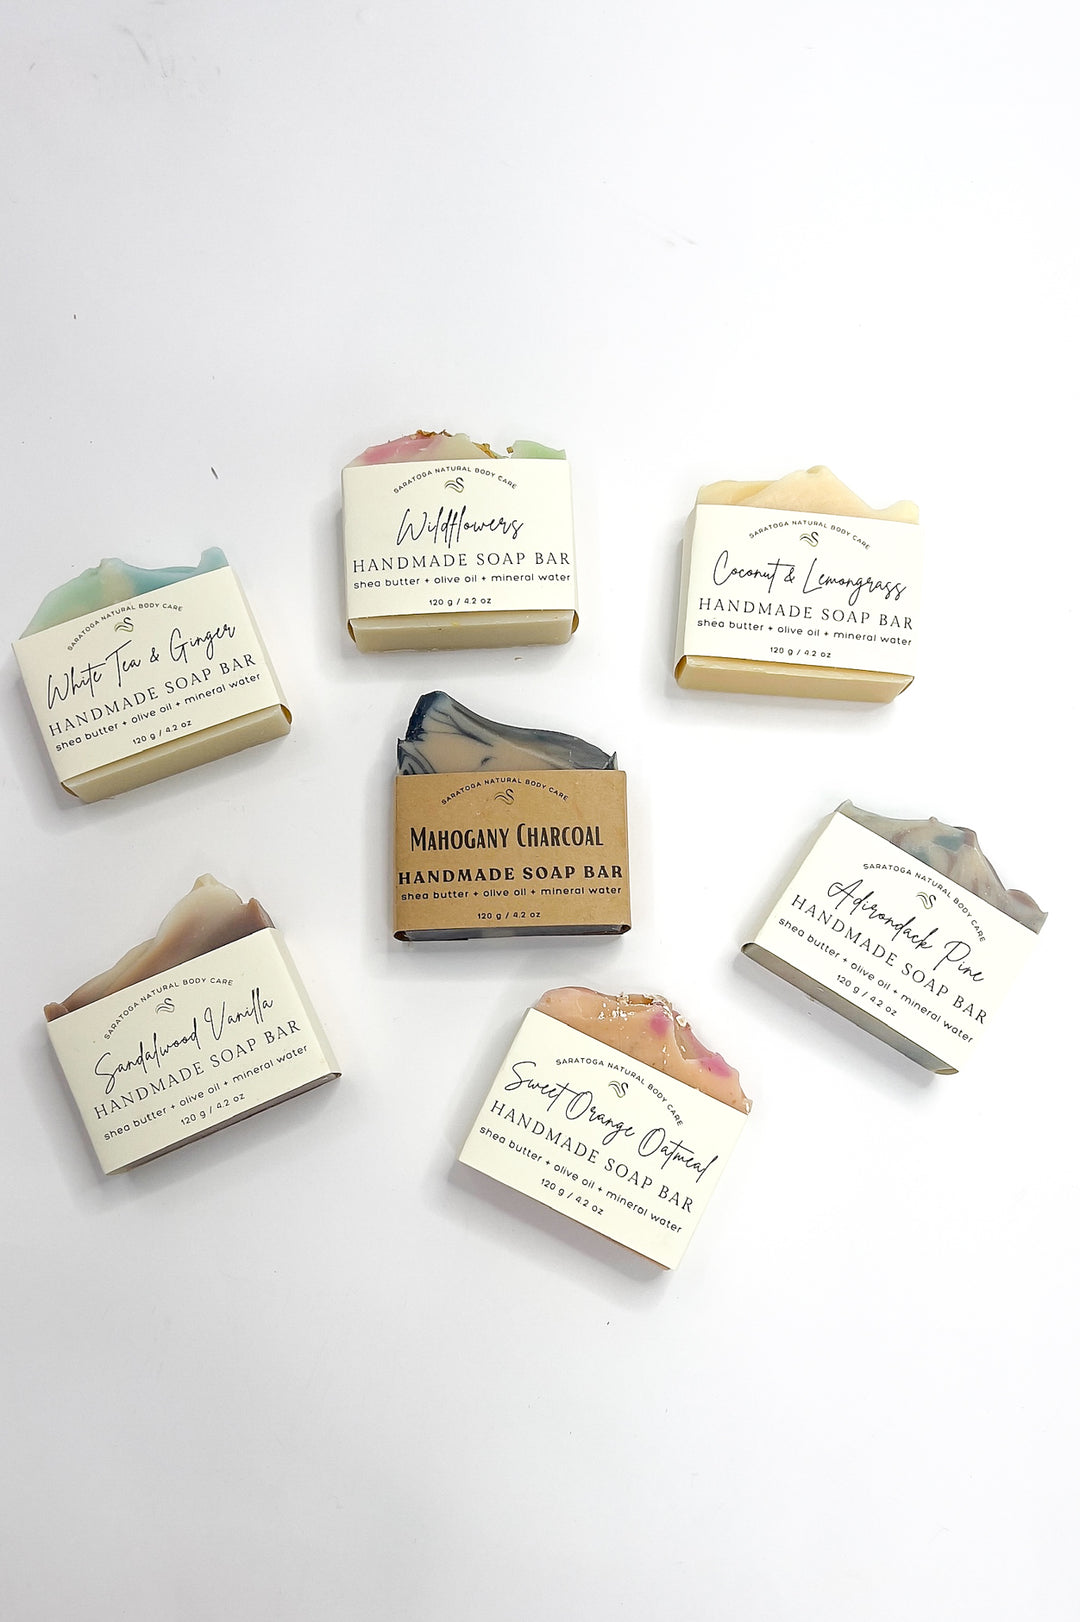 SARATOGA NATURAL BODY CARE
Wildflowers
HANDMADE SOAP BAR
shea butter + olive oil + mineral water
120 g / 4.2 oz
SARATOGA NATURAL BODY CARE
Coconut & Lemongrass
HANDMADE SOAP BAR
shea butter + olive oil + mineral water
120 g / 4.2 oz
SARATOGA NATURAL BODY CARE
White Tea & Ginger
HANDMADE SOAP BAR
shea butter + olive oil + mineral water
120 g / 4.2 oz
SARATOGA NATURAL BODY CARE
MAHOGANY CHARCOAL
HANDMADE SOAP BAR
shea butter + olive oil + mineral water
120 g / 4.2 oz
SARATOGA NATURAL BODY CARE
Adirondack Pine
HANDMADE SOAP BAR
shea butter + olive oil + mineral water
120 g / 4.2 oz
SARATOGA NATURAL BODY CARE
Sandalwood Vanilla
HANDMADE SOAP BAR
shea butter + olive oil + mineral water
120 g / 4.2 oz
SARATOGA NATURAL BODY CARE
Sweet Orange Oatmeal
HANDMADE SOAP BAR
shea butter + olive oil + mineral water
120 g / 4.2 oz